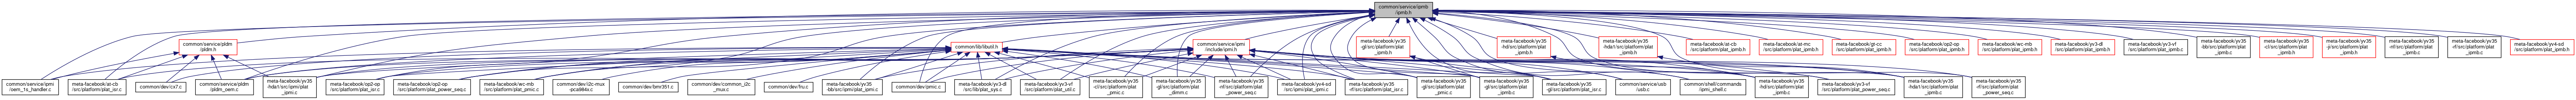 common/service/ipmb
/ipmb.h
common/service/pldm
/pldm.h
common/lib/libutil.h
common/service/ipmi
/include/ipmi.h
meta-facebook/yv35
-gl/src/platform/plat
_ipmb.h
meta-facebook/yv35
-hd/src/platform/plat
_ipmb.h
meta-facebook/yv35
-hda1/src/platform/plat
_ipmb.h
meta-facebook/at-cb
/src/platform/plat_ipmb.h
meta-facebook/at-mc
/src/platform/plat_ipmb.h
meta-facebook/gt-cc
/src/platform/plat_ipmb.h
meta-facebook/op2-op
/src/platform/plat_ipmb.h
meta-facebook/wc-mb
/src/platform/plat_ipmb.h
meta-facebook/yv3-dl
/src/platform/plat_ipmb.h
meta-facebook/yv3-vf
/src/platform/plat_ipmb.c
meta-facebook/yv35
-bb/src/platform/plat
_ipmb.c
meta-facebook/yv35
-cl/src/platform/plat
_ipmb.h
meta-facebook/yv35
-ji/src/platform/plat
_ipmb.h
meta-facebook/yv35
-rf/src/platform/plat
_ipmb.c
meta-facebook/yv4-sd
/src/platform/plat_ipmb.h
common/service/ipmi
/oem_1s_handler.c
meta-facebook/at-cb
/src/platform/plat_isr.c
common/dev/cx7.c
common/service/pldm
/pldm_oem.c
meta-facebook/yv35
-hda1/src/ipmi/plat
_ipmi.c
meta-facebook/op2-op
/src/platform/plat_isr.c
meta-facebook/op2-op
/src/platform/plat_power_seq.c
meta-facebook/wc-mb
/src/platform/plat_pmic.c
common/dev/i2c-mux
-pca984x.c
common/dev/bmr351.c
common/dev/common_i2c
_mux.c
common/hal/hal_i2c.c
meta-facebook/yv35
-bb/src/ipmi/plat_ipmi.c
common/dev/pmic.c
meta-facebook/yv3-dl
/src/lib/plat_sys.c
meta-facebook/yv3-vf
/src/platform/plat_util.c
meta-facebook/yv35
-cl/src/platform/plat
_pmic.c
meta-facebook/yv35
-gl/src/platform/plat
_dimm.c
meta-facebook/yv35
-rf/src/platform/plat
_power_seq.c
meta-facebook/yv4-sd
/src/ipmi/plat_ipmi.c
meta-facebook/yv35
-rf/src/platform/plat_isr.c
meta-facebook/yv35
-gl/src/platform/plat
_pmic.c
meta-facebook/yv35
-gl/src/platform/plat
_ipmb.c
meta-facebook/yv35
-gl/src/platform/plat_isr.c
common/service/usb
/usb.c
common/shell/commands
/ipmi_shell.c
meta-facebook/yv35
-hd/src/platform/plat
_ipmb.c
meta-facebook/yv3-vf
/src/platform/plat_power_seq.c
meta-facebook/yv35
-hda1/src/platform/plat
_ipmb.c
meta-facebook/yv35
-rf/src/platform/plat
_power_seq.c